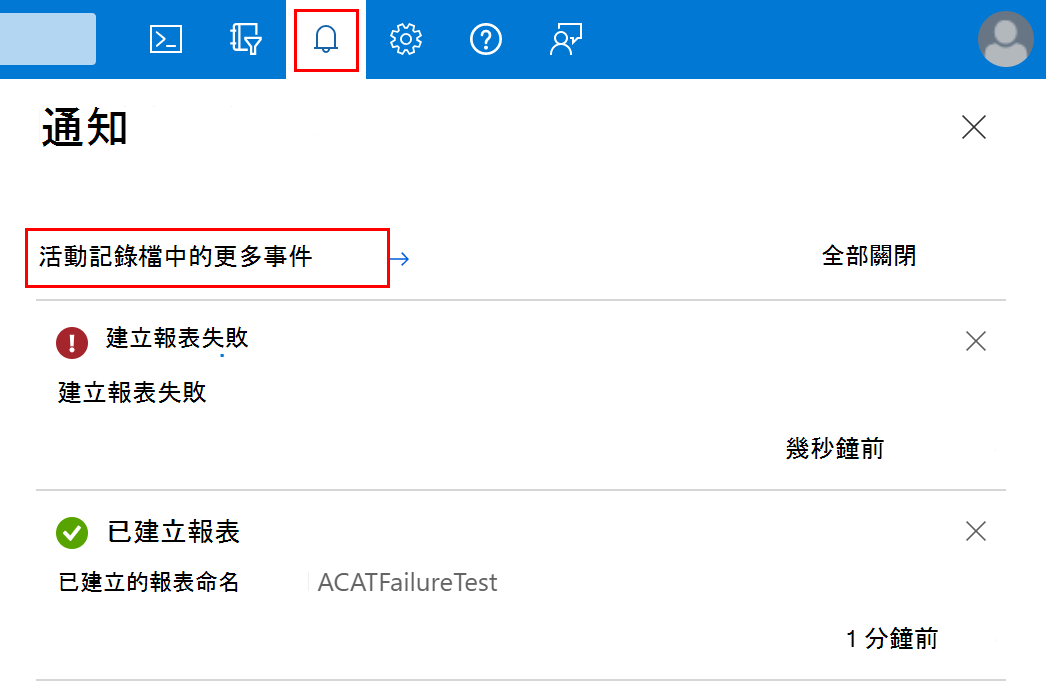 通知
活動記錄檔中的更多事件
全部關閉
建立報表失敗
建立報表失敗
幾秒鐘前
已建立報表
已建立的報表命名 ACATFailureTest
1 分鐘前